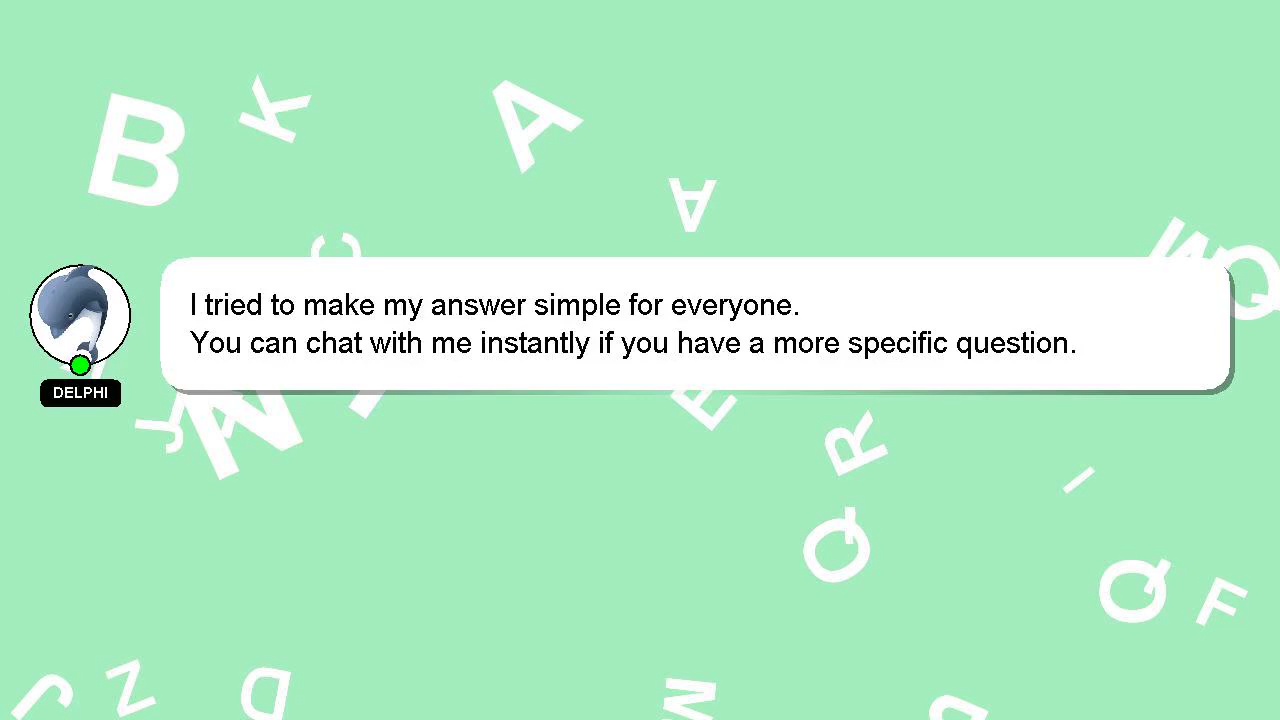 B
K
A
A
C
M
Q
I tried to make my answer simple for everyone.
You can chat with me instantly if you have a more specific question.
DELPHI
J
A
N
E
R
I
Q
Q
F
J
Z
D
M